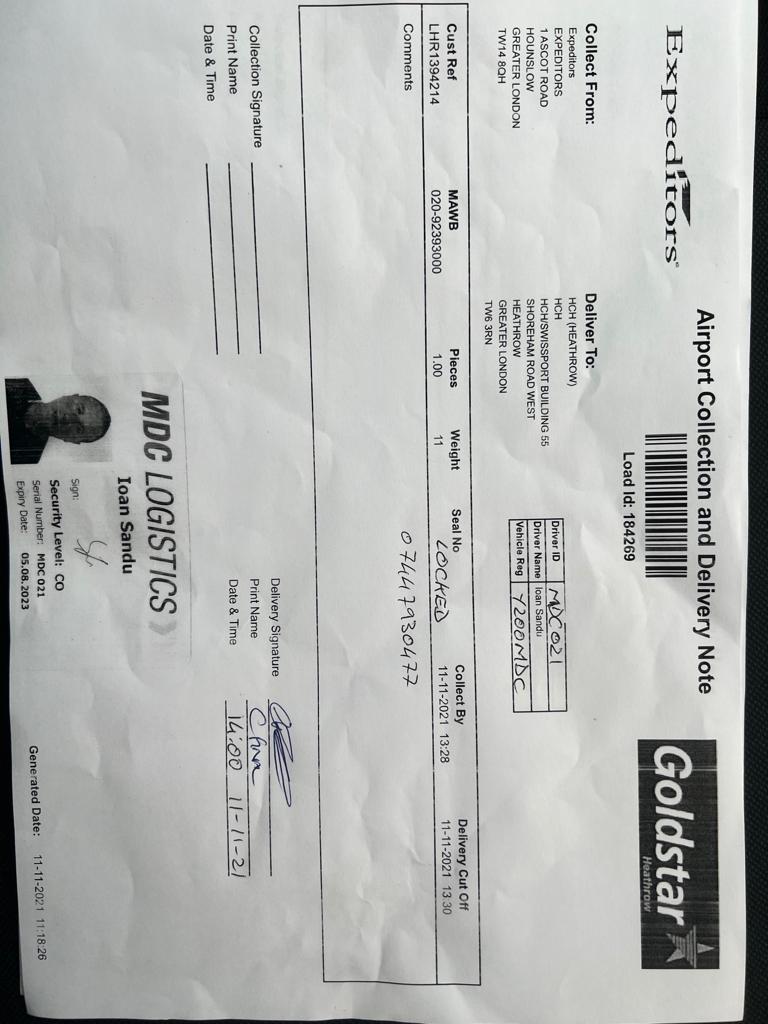 Expeditors®
Airport Collection and Delivery Note
Load Id: 184269
Goldstar
Heathrow
Collect From:
Expeditors
EXPEDITORS
1 ASCOT ROAD
HOUNSLOW
GREATER LONDON
TW14 8QH
Deliver To:
HCH (HEATHROW)
HCH
HCH/SWISSPORT BUILDING 55
SHOREHAM ROAD WEST
HEATHROW
GREATER LONDON
TW6 3RN
Driver ID MDC021
Driver Name Ioan Sandu
Vehicle Reg Y200MDC
Cust Ref MAWB Pieces Weight Seal No Collect By Delivery Cut Off
LHR1394214 020-92393000 1.00 11 LOCKED 11-11-2021 13:28 11-11-2021 13:30
Comments 07447930477
Collection Signature
Print Name
Date & Time
Delivery Signature
Print Name
Date & Time 14:00 11-11-21
MDC LOGISTICS
Ioan Sandu
Sign:
Security Level: CO
Serial Number: MDC 021
Expiry Date: 05.08.2023
Generated Date: 11-11-2021 11:18:26